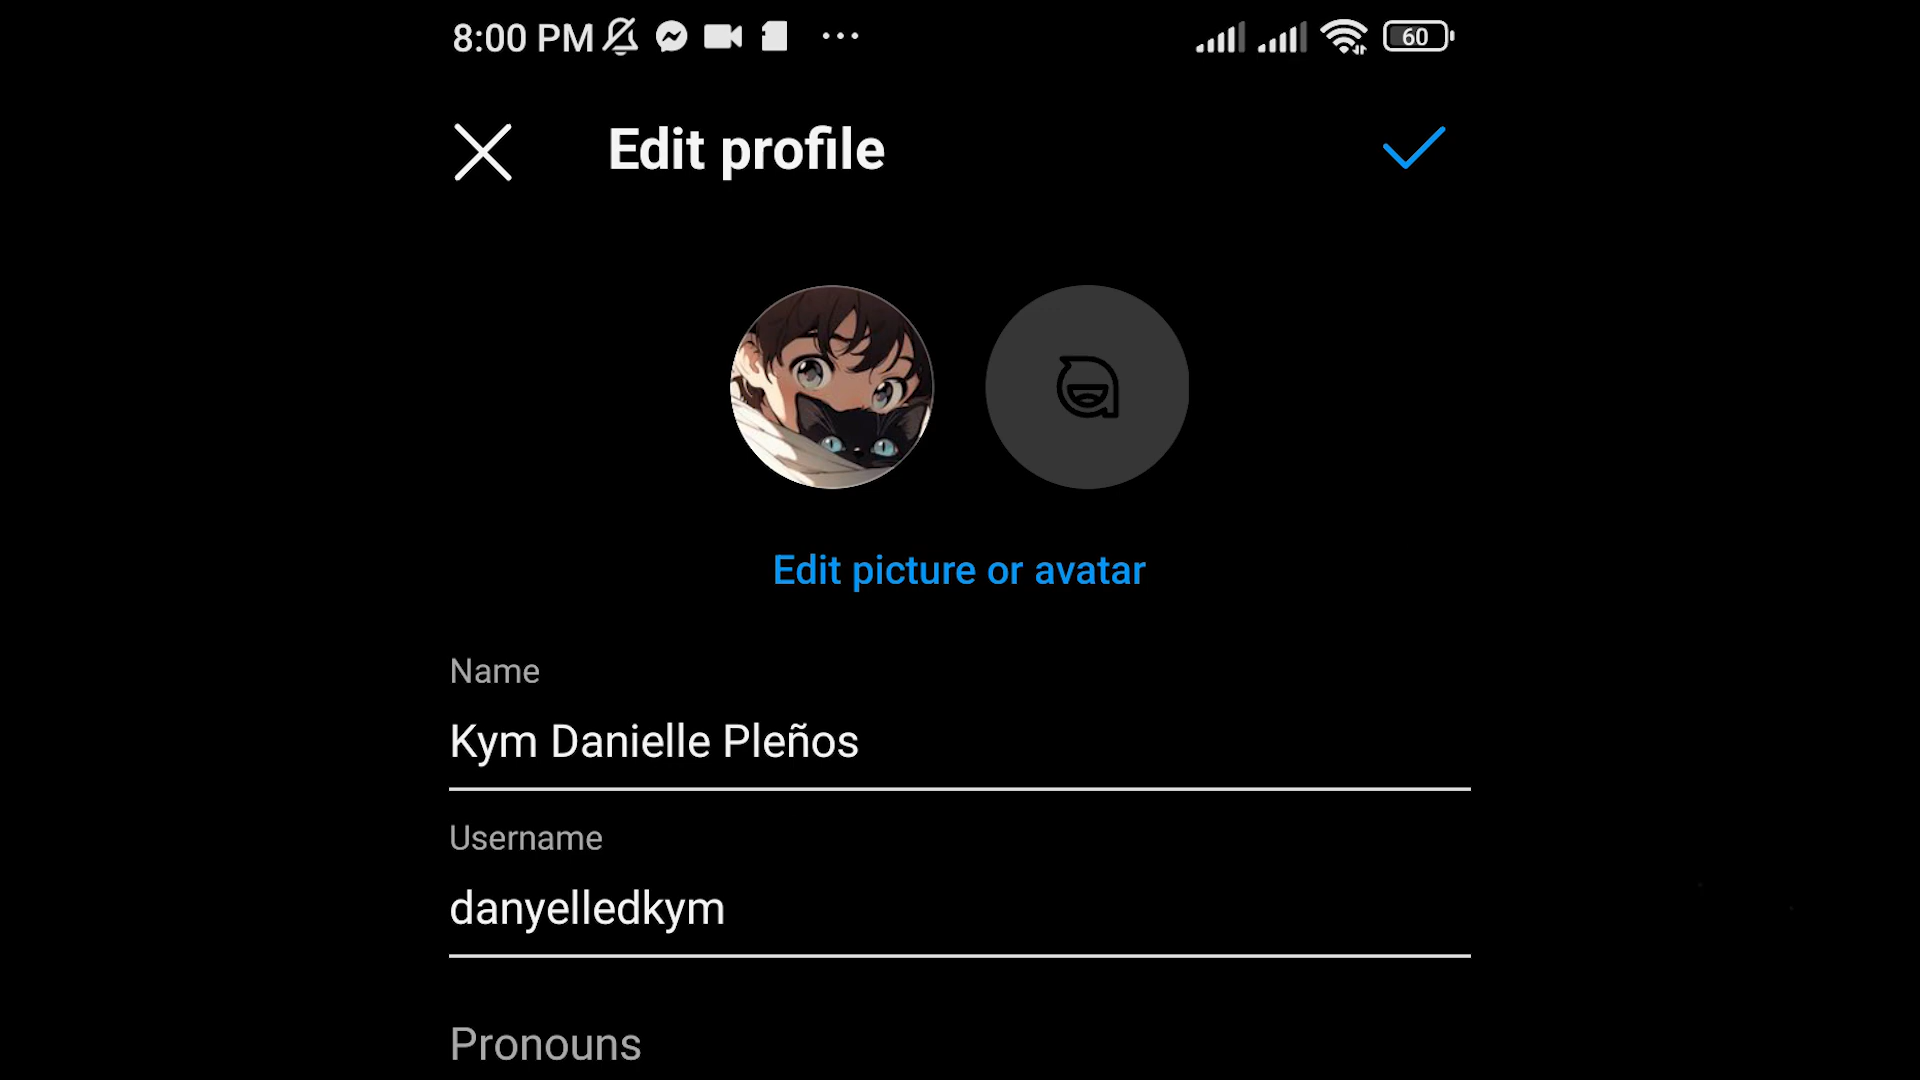 8:00 PM 60
Edit profile
Edit picture or avatar
Name
Kym Danielle Pleños
Username
danyelledkym
Pronouns